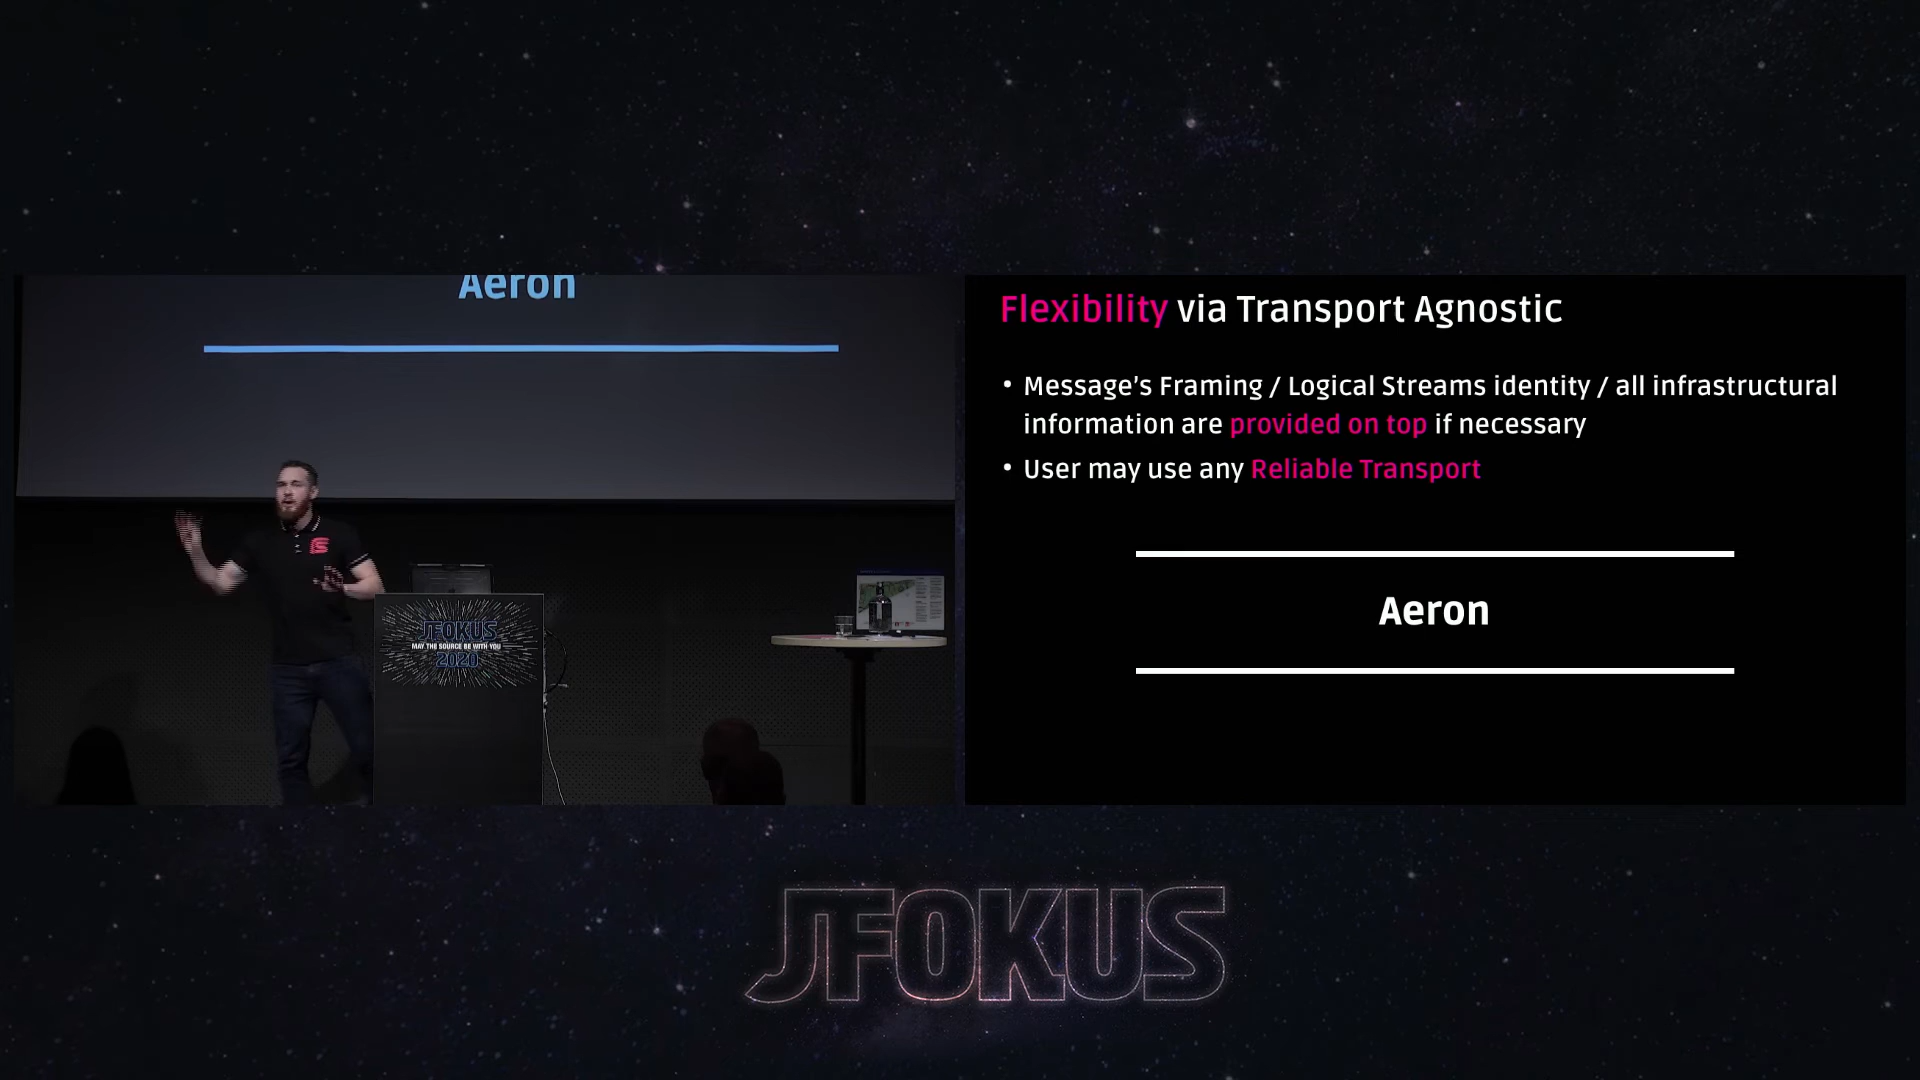 Aeron
JFOKUS
MAY THE SOURCE BE WITH YOU
2020
Flexibility via Transport Agnostic
• Message's Framing / Logical Streams identity / all infrastructural
information are provided on top if necessary
• User may use any Reliable Transport
Aeron
JFOKUS